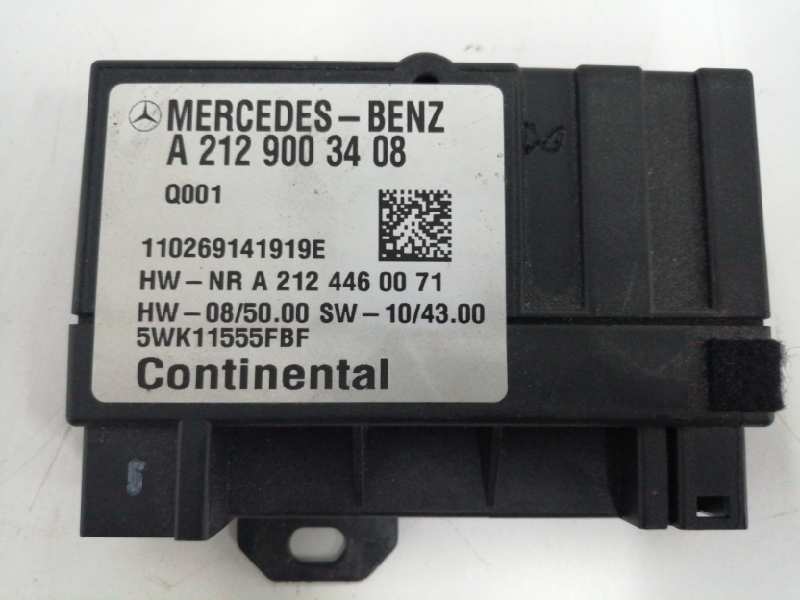 MERCEDES-BENZ
A 212 900 34 08
Q001
110269141919E
HW-NR A 212 446 00 71
HW-08/50.00 SW-10/43.00
5WK11555FBF
Continental
5